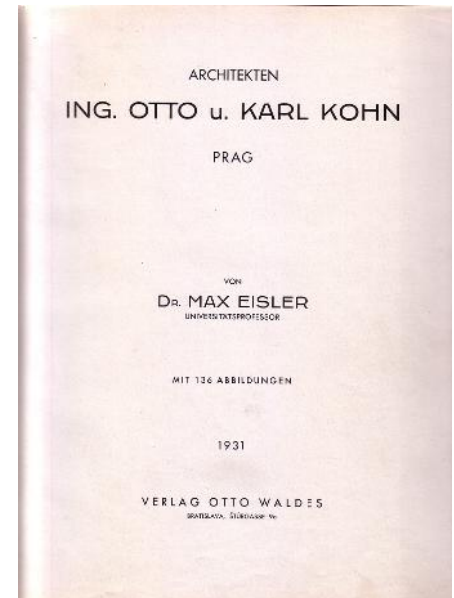 ARCHITEKTEN
ING. OTTO u. KARL KOHN
PRAG
VON
DR. MAX EISLER
UNIVERSITÄTSPROFESSOR
MIT 136 ABBILDUNGEN
1931
VERLAG OTTO WALDES
BRATISLAVA,